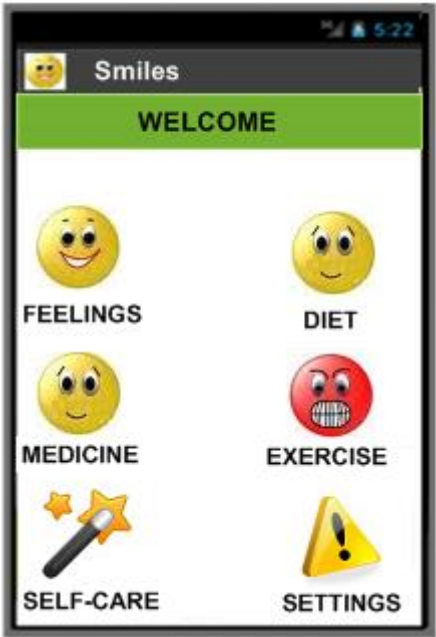 5:22
Smiles
WELCOME
FEELINGS
DIET
MEDICINE
EXERCISE
SELF-CARE
SETTINGS